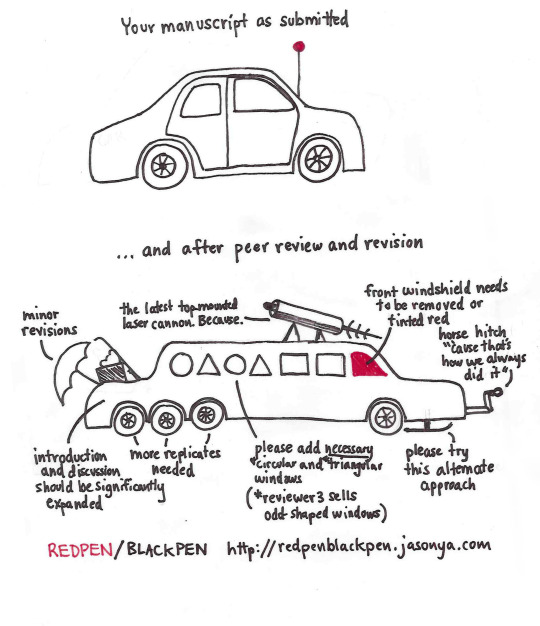 Your manuscript as submitted
... and after peer review and revision
minor
revisions
the latest top-mounted
laser cannon. Because.
front windshield needs
to be removed or
tinted red
horse hitch
"cause that's
how we always
did it")
introduction
and discussion
should be significantly
expanded
more replicates
needed
please add necessary
*circular and *triangular
windows
(*reviewer 3 sells
odd shaped windows)
please try
this alternate
approach
REDPEN/BLACKPEN http://redpenblackpen.jasonya.com